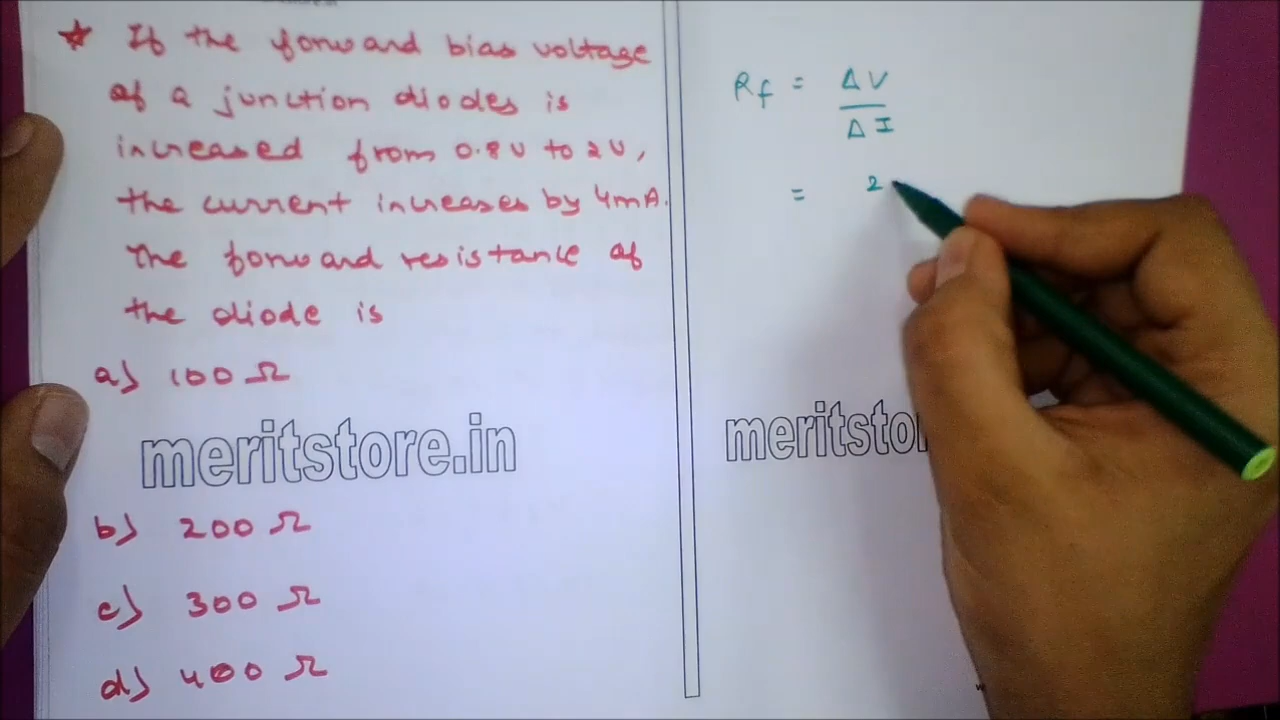 ★ If the forward bias voltage
of a junction diodes is
increased from 0.8V to 2V,
the current increases by 4mA.
The forward resistance of
the diode is
a) 100 Ω
meritstore.in
b) 200 Ω
c) 300 Ω
d) 400 Ω
Rf = ΔV
ΔI
= 2
meritstor